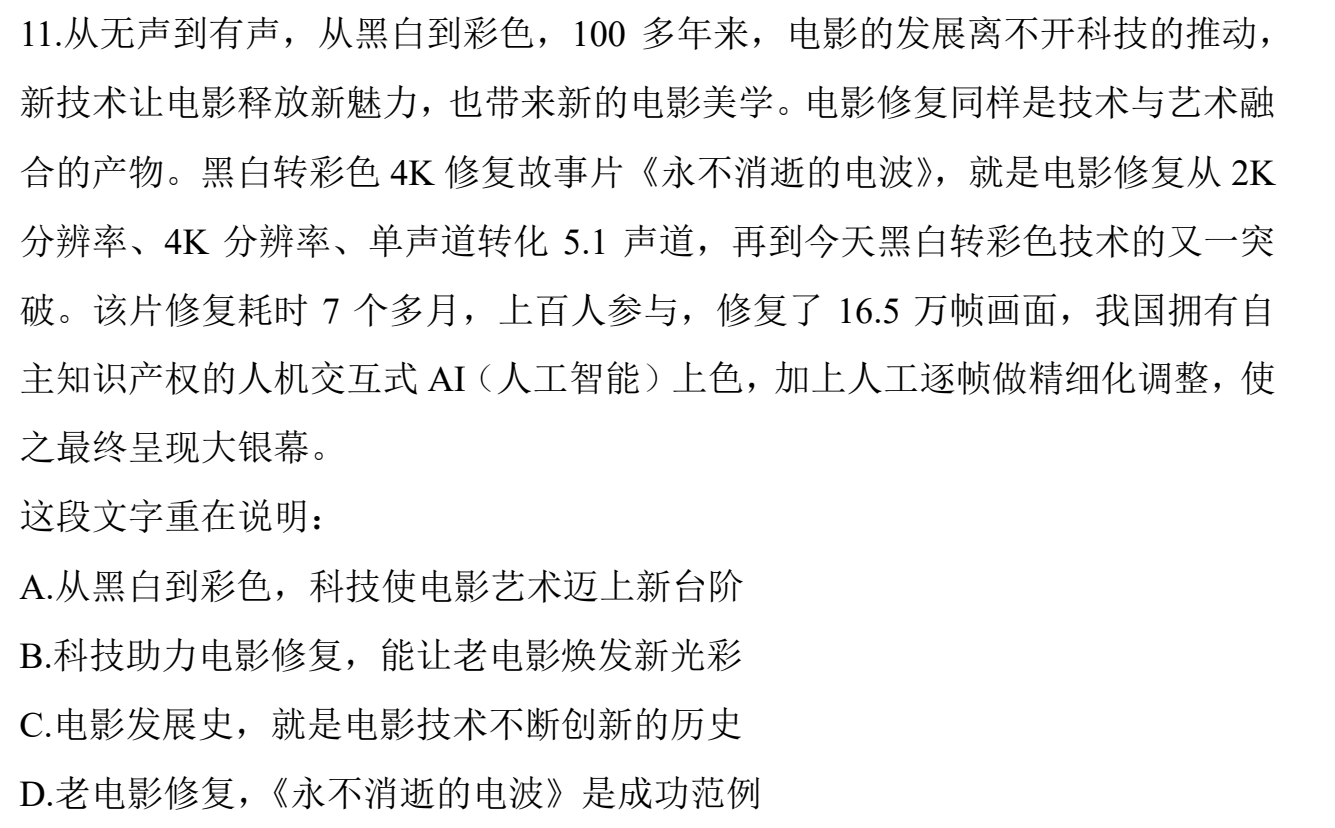 11.从无声到有声，从黑白到彩色，100 多年来，电影的发展离不开科技的推动，
新技术让电影释放新魅力，也带来新的电影美学。电影修复同样是技术与艺术融
合的产物。黑白转彩色 4K 修复故事片《永不消逝的电波》，就是电影修复从 2K
分辨率、4K 分辨率、单声道转化 5.1 声道，再到今天黑白转彩色技术的又一突
破。该片修复耗时 7 个多月，上百人参与，修复了 16.5 万帧画面，我国拥有自
主知识产权的人机交互式 AI（人工智能）上色，加上人工逐帧做精细化调整，使
之最终呈现大银幕。
这段文字重在说明：
A.从黑白到彩色，科技使电影艺术迈上新台阶
B.科技助力电影修复，能让老电影焕发新光彩
C.电影发展史，就是电影技术不断创新的历史
D.老电影修复，《永不消逝的电波》是成功范例